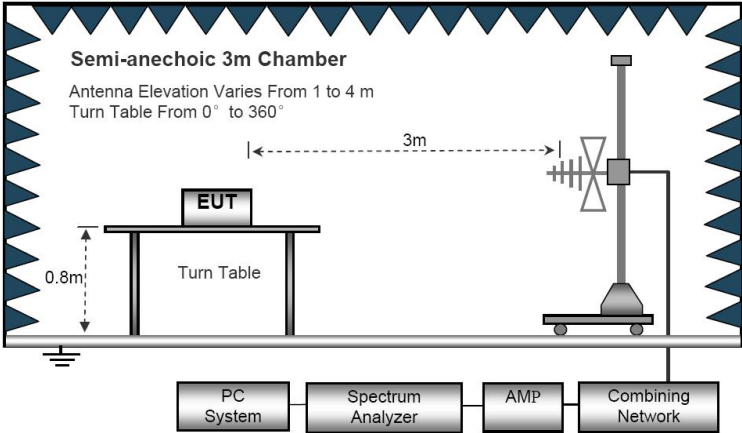 Semi-anechoic 3m Chamber
Antenna Elevation Varies From 1 to 4 m
Turn Table From 0° to 360°
3m
EUT
0.8m
Turn Table
PC
System
Spectrum
Analyzer
AMP
Combining
Network